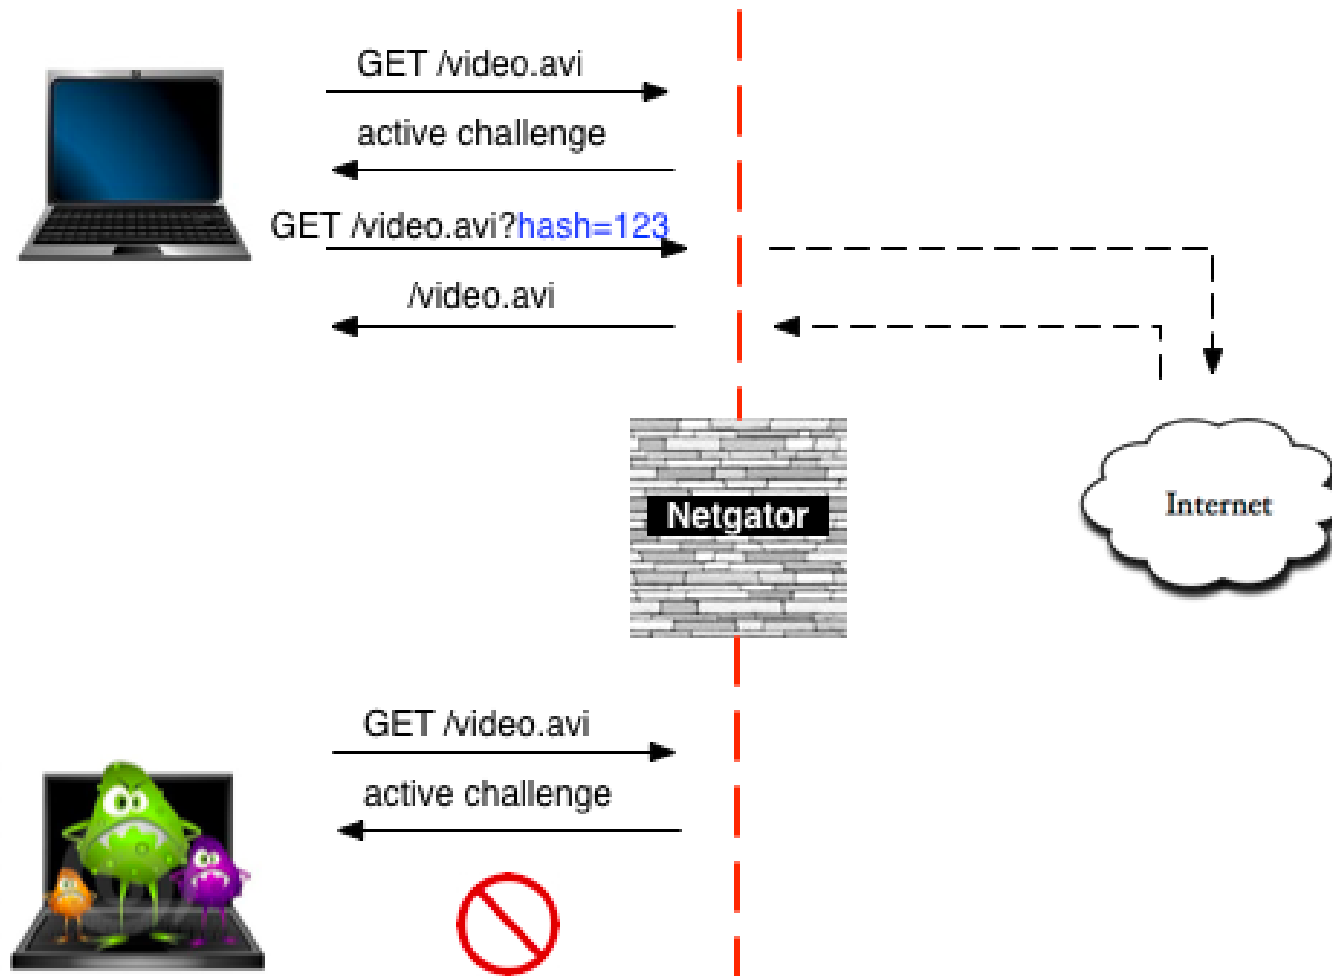 GET /video.avi
active challenge
GET /video.avi?hash=123
/video.avi
Netgator
Internet
GET /video.avi
active challenge